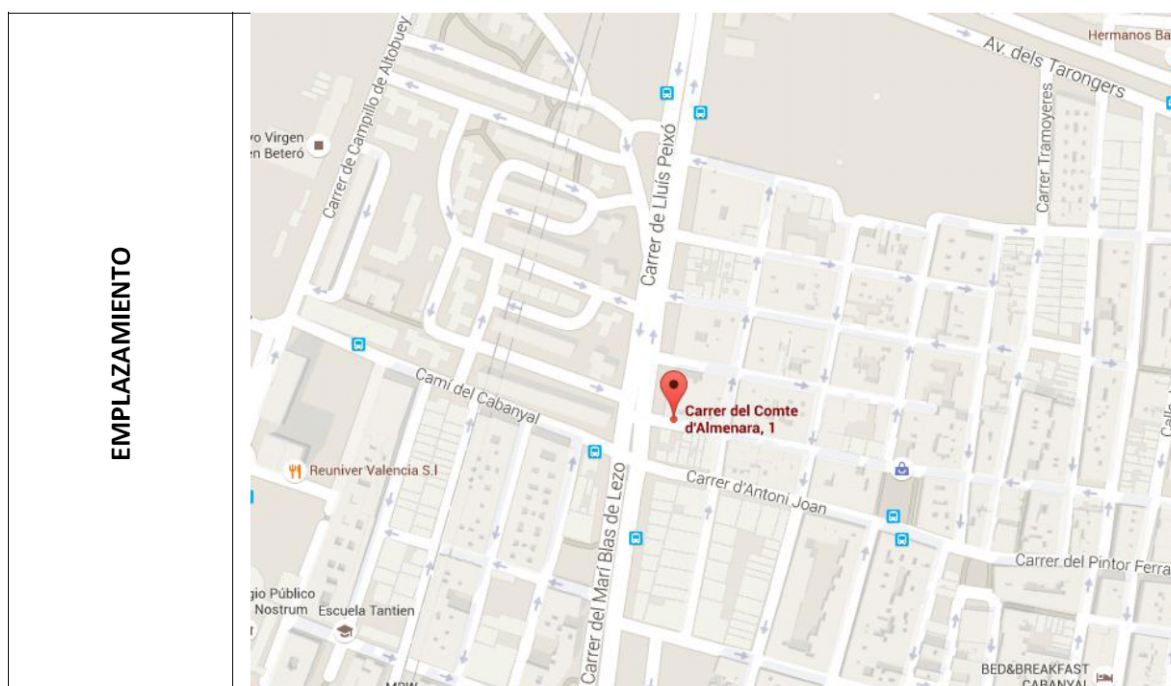 EMPLAZAMIENTO
Hermanos Ba
Av. dels Tarongers
Carrer de Campillo de Altobuey
vo Virgen
en Beteró
Carrer de Lluís Peixó
Carrer Tramoyeres
Camí del Cabanyal
Carrer del Comte
d'Almenara, 1
Reuniver Valencia S.l
Carrer d'Antoni Joan
Carrer del Marí Blas de Lezo
Carrer del Pintor Ferra
gio Público
Nostrum
Escuela Tantien
BED&BREAKFAST
CABANYAL
MRW